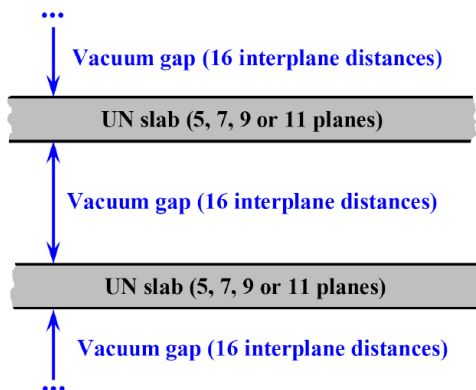 ...
Vacuum gap (16 interplane distances)
UN slab (5, 7, 9 or 11 planes)
Vacuum gap (16 interplane distances)
UN slab (5, 7, 9 or 11 planes)
Vacuum gap (16 interplane distances)
...